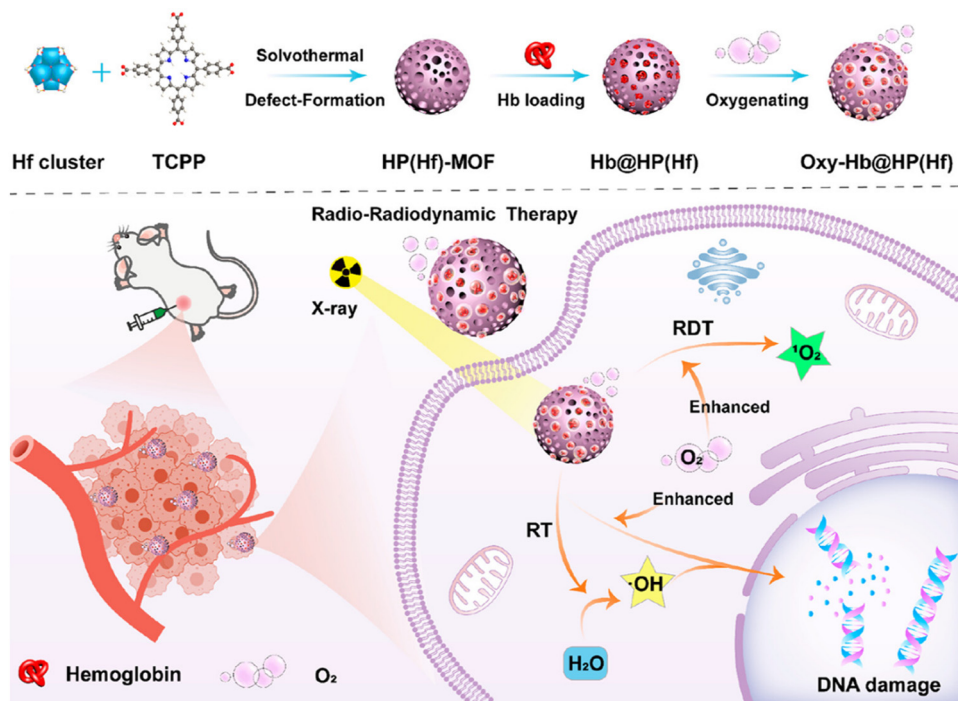 Solvothermal
Defect-Formation
Hb loading
Oxygenating
Hf cluster
TCPP
HP(Hf)-MOF
Hb@HP(Hf)
Oxy-Hb@HP(Hf)
Radio-Radiodynamic Therapy
X-ray
RDT
¹O₂
Enhanced
O₂
Enhanced
RT
·OH
H₂O
DNA damage
Hemoglobin
O₂